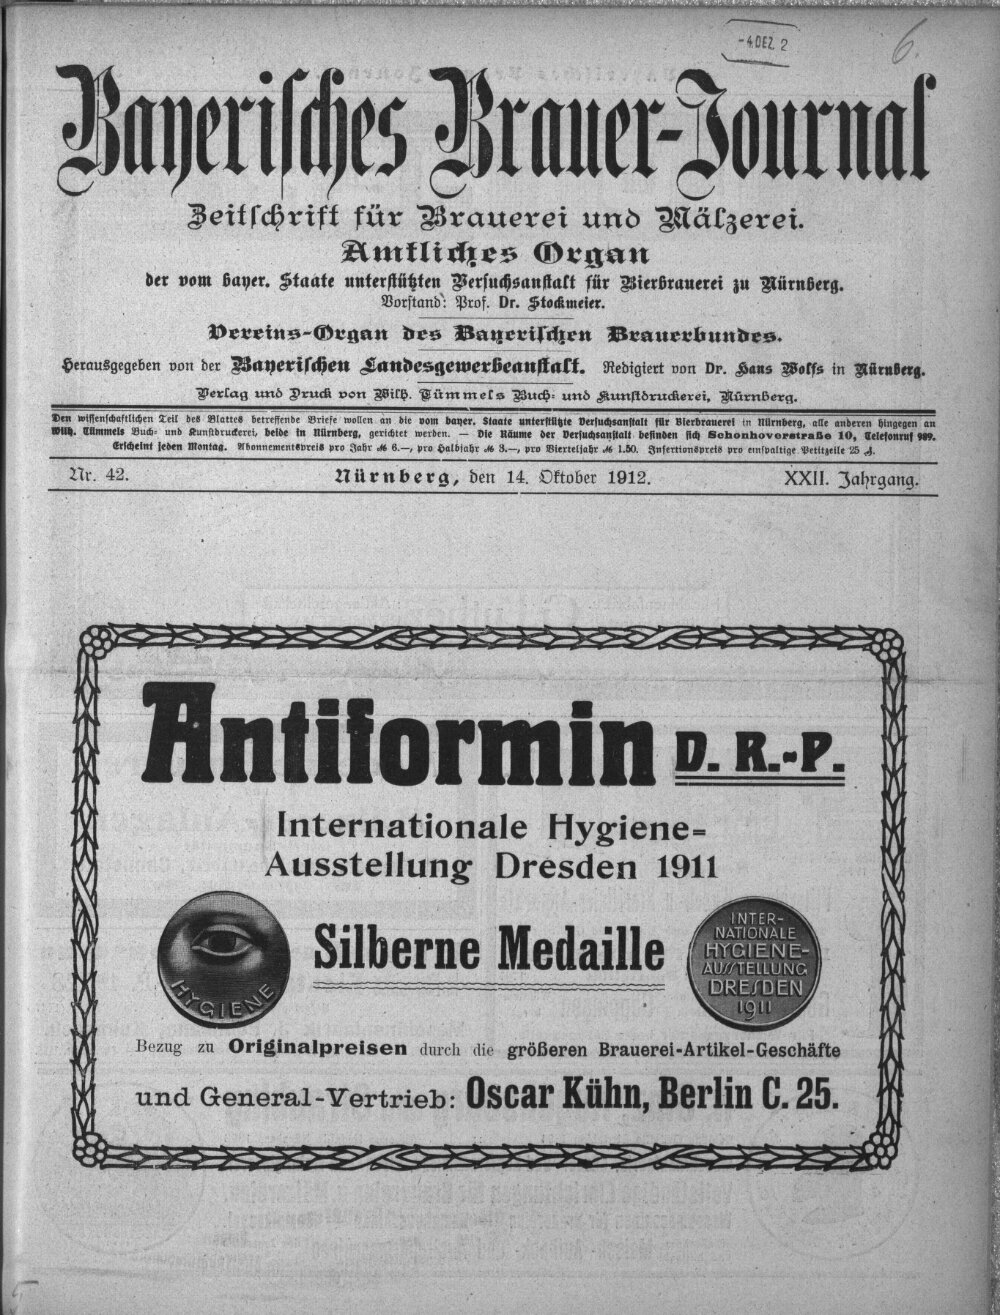 - 4. DEZ. 2
6.
Bayerisches Brauer-Journal
Zeitschrift für Brauerei und Mälzerei.
Amtliches Organ
der vom bayer. Staate unterstützten Versuchsanstalt für Bierbrauerei zu Nürnberg.
Vorstand: Prof. Dr. Stockmeier.
Vereins-Organ des Bayerischen Brauerbundes.
Herausgegeben von der Bayerischen Landesgewerbeanstalt. Redigiert von Dr. Hans Wolfs in Nürnberg.
Verlag und Druck von Wilh. Tümmels Buch- und Kunstdruckerei, Nürnberg.
Den wissenschaftlichen Teil des Blattes betreffende Briefe wollen an die vom bayer. Staate unterstützte Versuchsanstalt für Bierbrauerei in Nürnberg, alle anderen hingegen an
Wilh. Tümmels Buch- und Kunstdruckerei, beide in Nürnberg, gerichtet werden. — Die Räume der Versuchsanstalt befinden sich Schonhoverstraße 10, Telefonruf 989.
Erscheint jeden Montag. Abonnementspreis pro Jahr ℳ 6.—, pro Halbjahr ℳ 3.—, pro Vierteljahr ℳ 1.50. Insertionspreis pro einspaltige Petitzeile 25 ₰.
Nr. 42. Nürnberg, den 14. Oktober 1912. XXII. Jahrgang.
Antiformin D. R.-P.
Internationale Hygiene=
Ausstellung Dresden 1911
HYGIENE
Silberne Medaille
INTER-
NATIONALE
HYGIENE-
AUSSTELLUNG
DRESDEN
1911
Bezug zu Originalpreisen durch die größeren Brauerei-Artikel-Geschäfte
und General-Vertrieb: Oscar Kühn, Berlin C. 25.